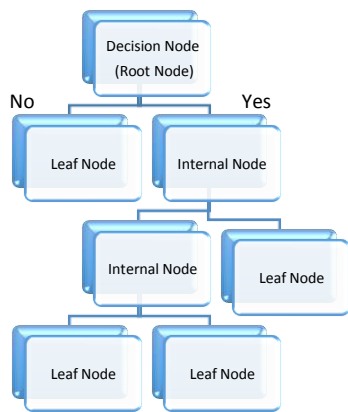 Decision Node
(Root Node)
No
Yes
Leaf Node
Internal Node
Internal Node
Leaf Node
Leaf Node
Leaf Node